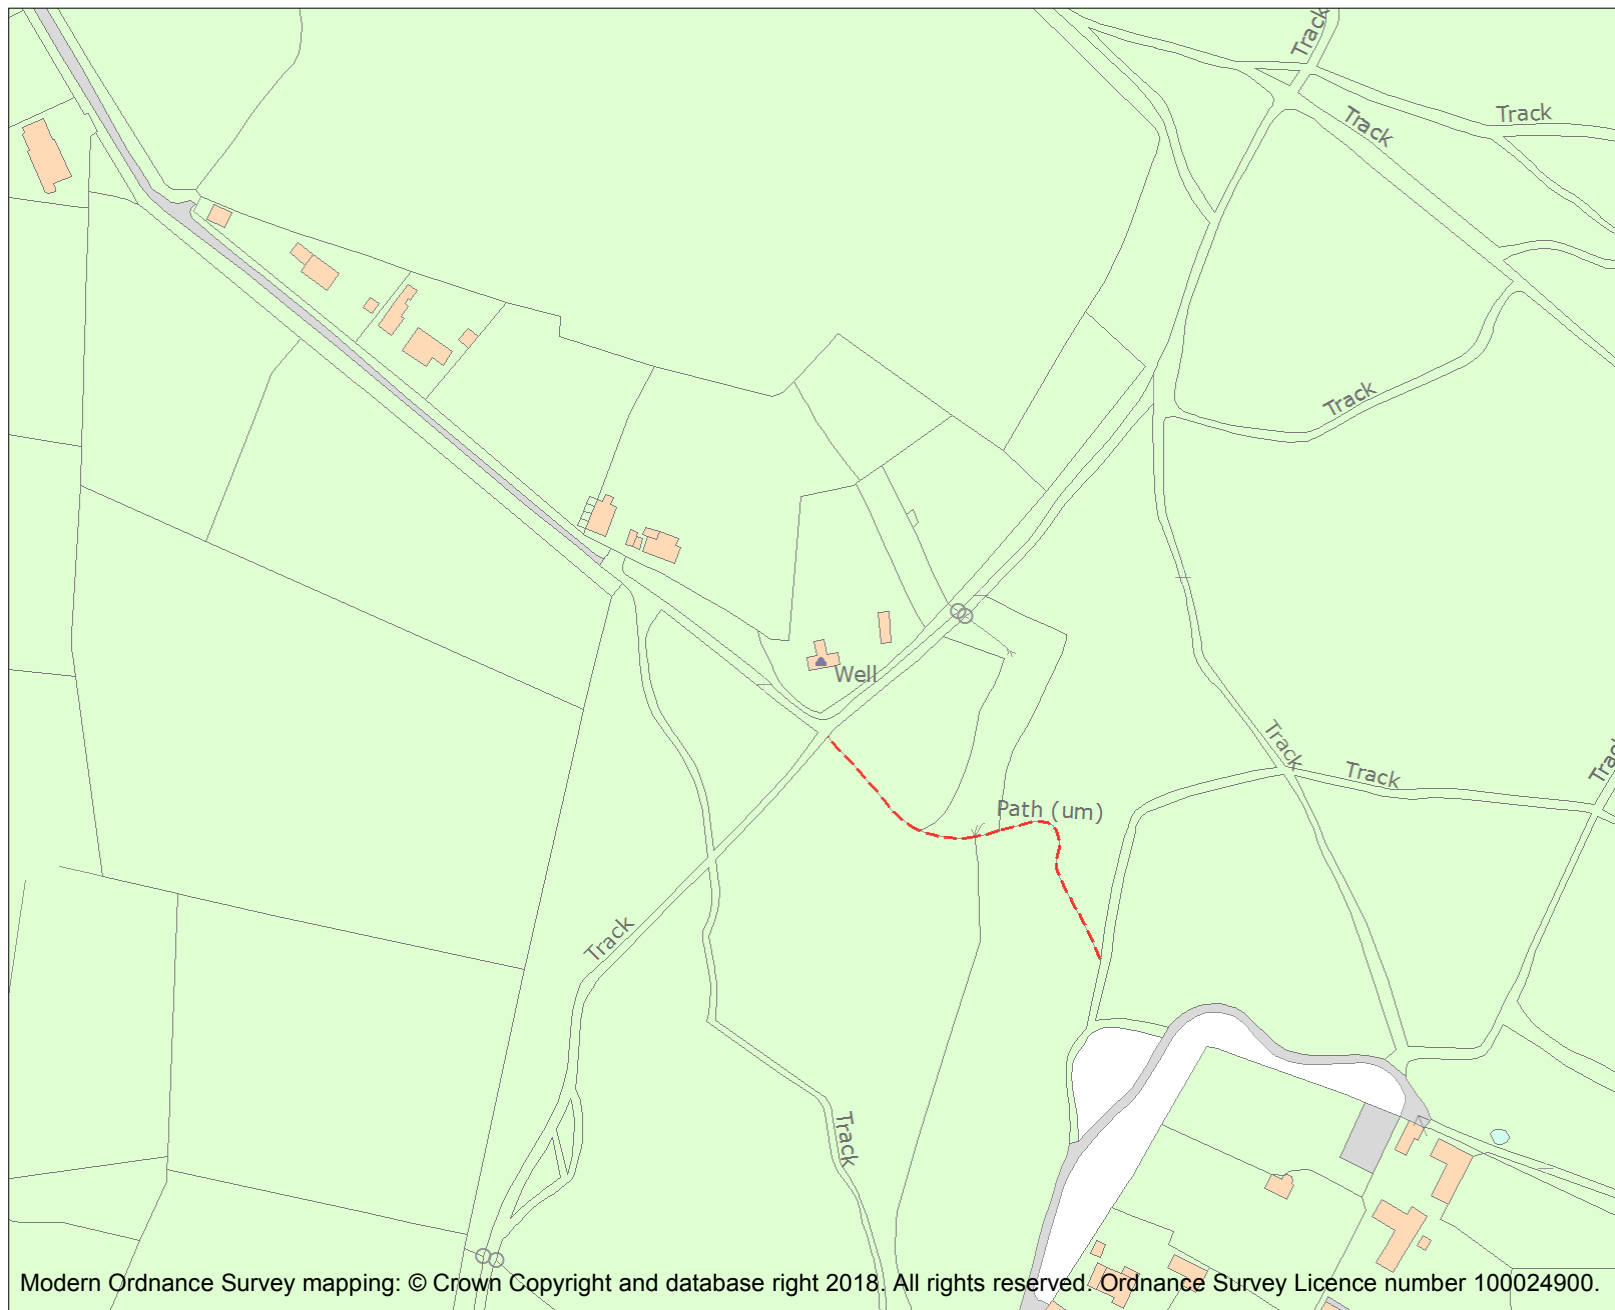 Track
Track
Track
Track
Well
Track
Track
Track
Path (um)
Track
Track
Modern Ordnance Survey mapping: © Crown Copyright and database right 2018. All rights reserved. Ordnance Survey Licence number 100024900.